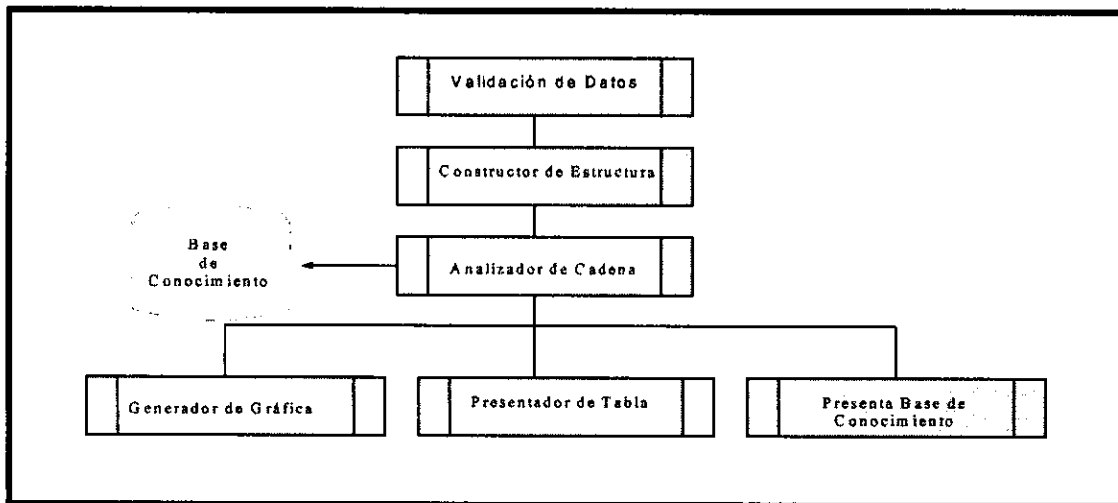 Validación de Datos
Constructor de Estructura
Base
de
Conocimiento
Analizador de Cadena
Generador de Gráfica
Presentador de Tabla
Presenta Base de
Conocimiento